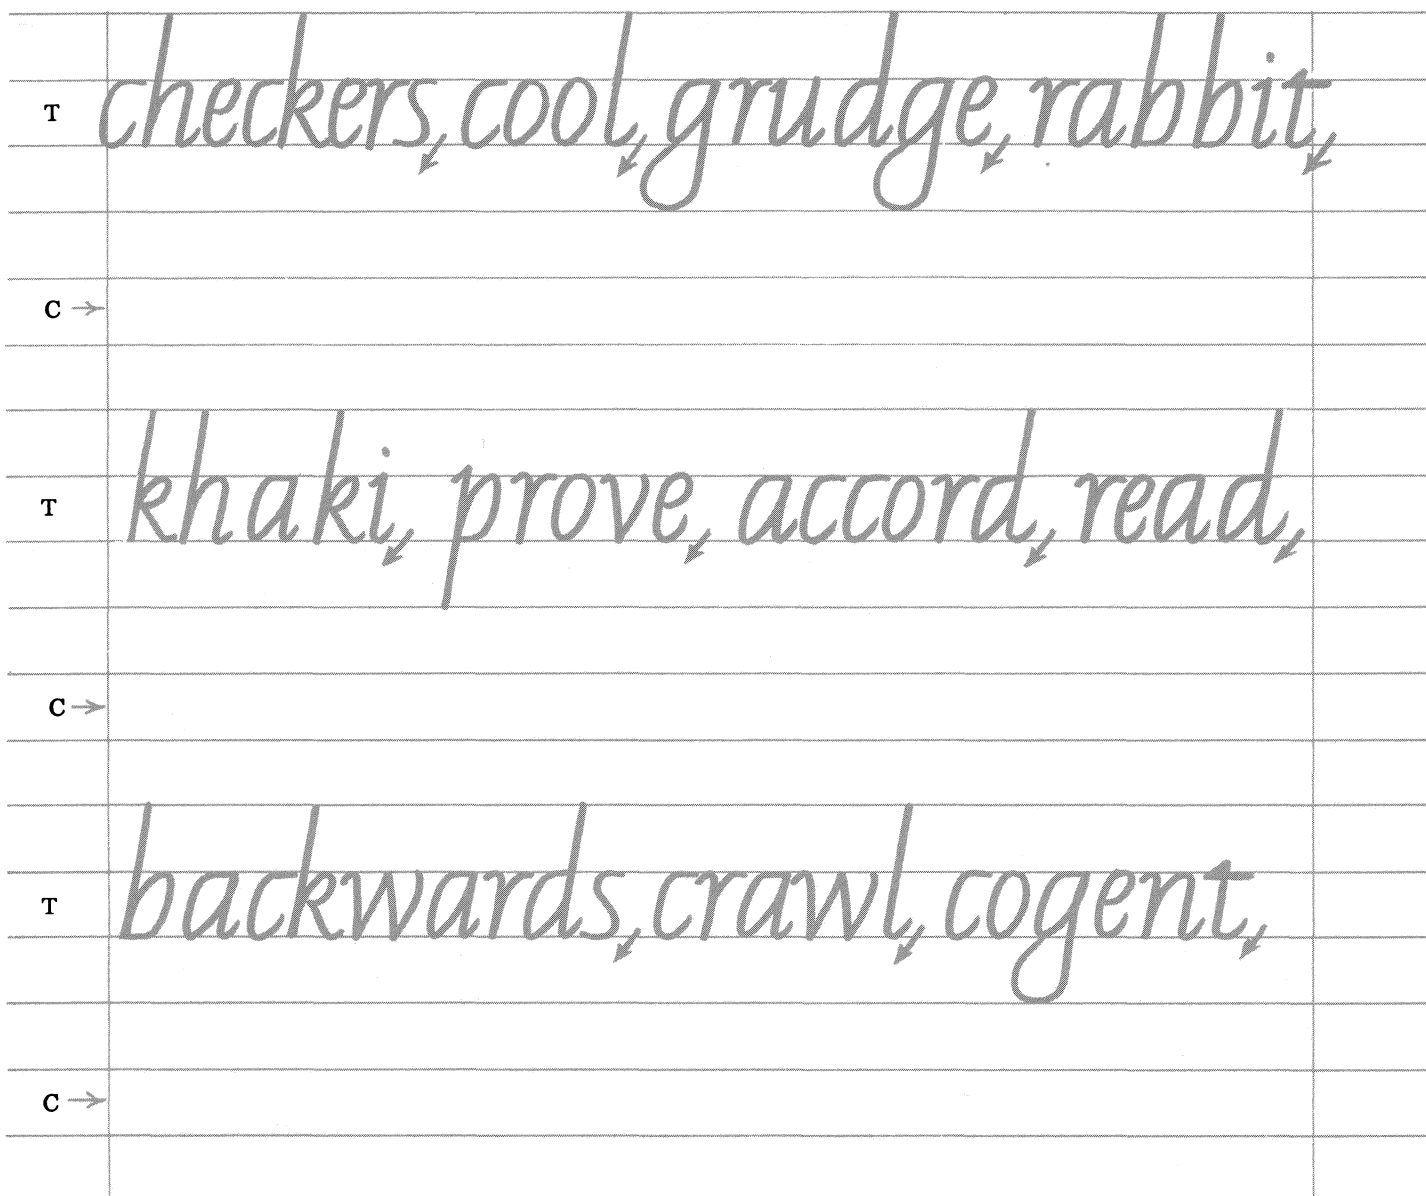 T checkers, cool, grudge, rabbit,
C
T khaki, prove, accord, read,
C
T backwards, crawl, cogent,
C